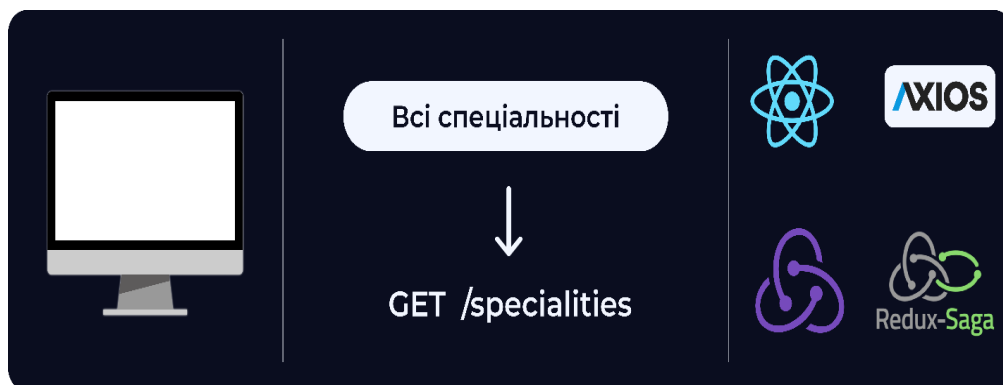 Всі спеціальності
GET /specialities
AXIOS
Redux-Saga